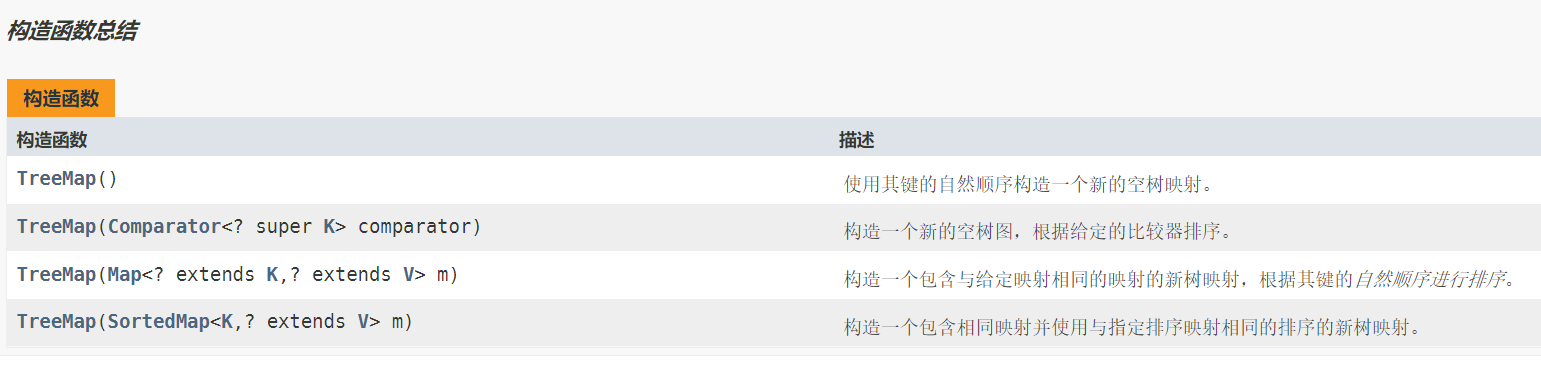 构造函数总结
构造函数
构造函数 描述
TreeMap() 使用其键的自然顺序构造一个新的空树映射。
TreeMap(Comparator<? super K> comparator) 构造一个新的空树图，根据给定的比较器排序。
TreeMap(Map<? extends K,? extends V> m) 构造一个包含与给定映射相同的映射的新树映射，根据其键的自然顺序进行排序。
TreeMap(SortedMap<K,? extends V> m) 构造一个包含相同映射并使用与指定排序映射相同的排序的新树映射。